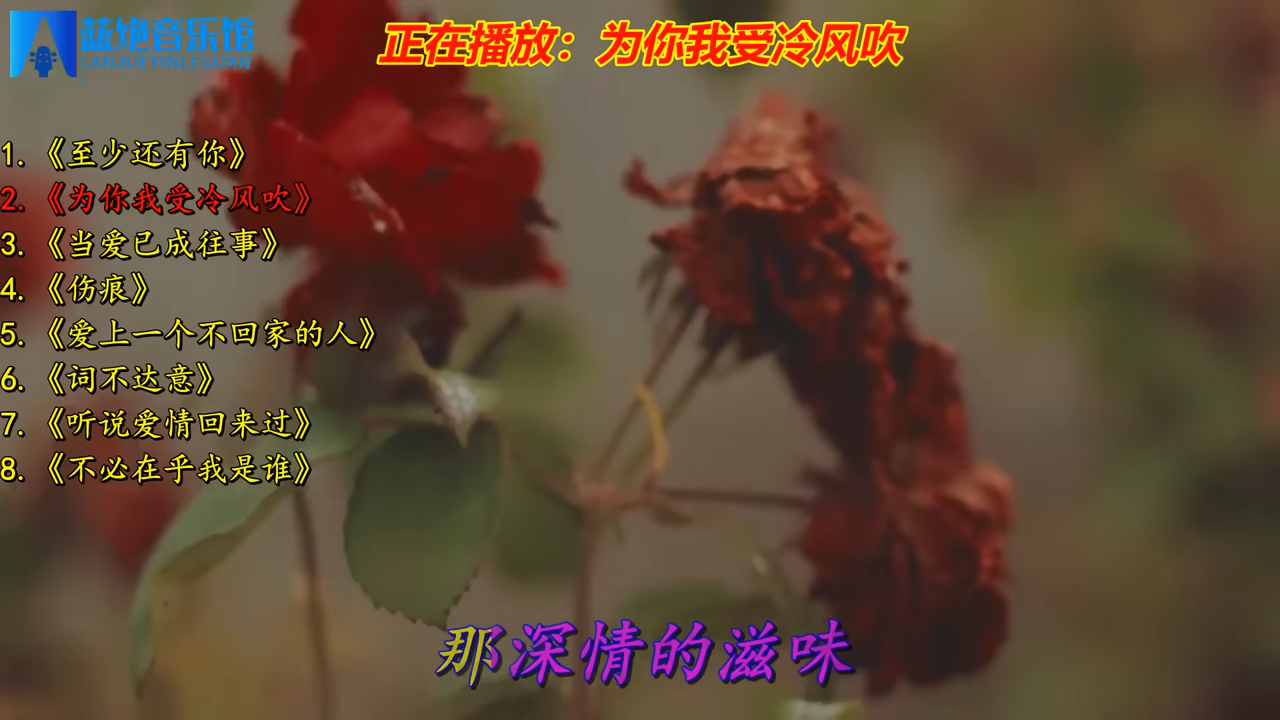 蓝绝音乐馆
LANJUEYINLEGUAN
正在播放：为你我受冷风吹
1.《至少还有你》
2.《为你我受冷风吹》
3.《当爱已成往事》
4.《伤痕》
5.《爱上一个不回家的人》
6.《词不达意》
7.《听说爱情回来过》
8.《不必在乎我是谁》
那深情的滋味